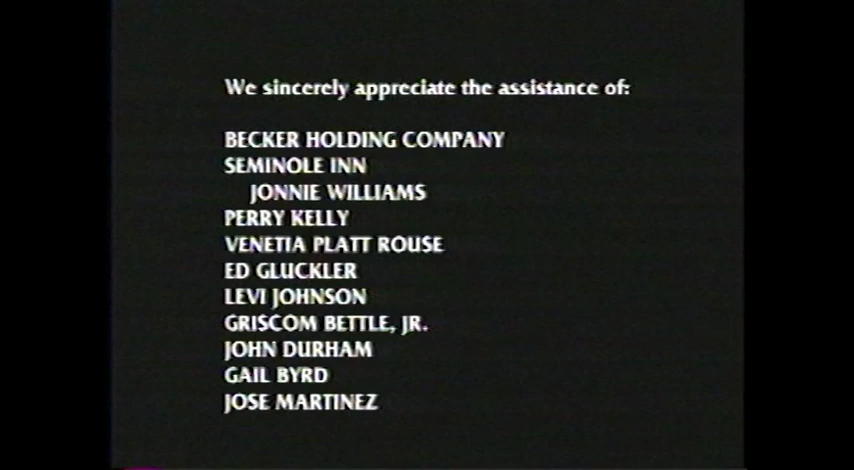 We sincerely appreciate the assistance of:
BECKER HOLDING COMPANY
SEMINOLE INN
JONNIE WILLIAMS
PERRY KELLY
VENETIA PLATT ROUSE
ED GLUCKLER
LEVI JOHNSON
GRISCOM BETTLE, JR.
JOHN DURHAM
GAIL BYRD
JOSE MARTINEZ